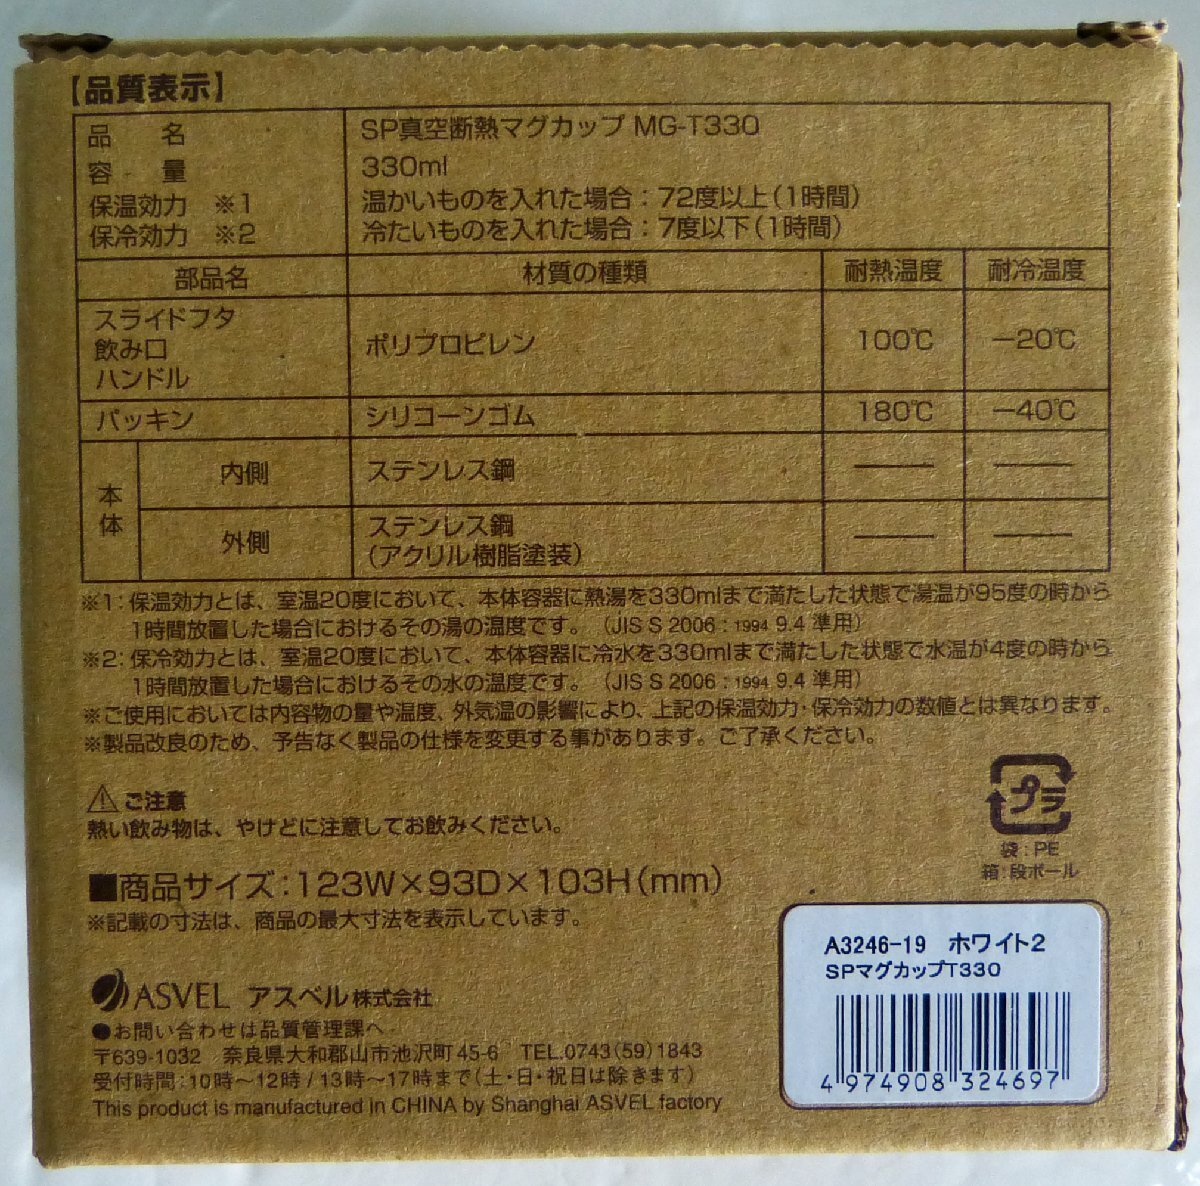 【品質表示】
品　名　SP真空断熱マグカップ MG-T330
容　量　330ml
保温効力　※1　温かいものを入れた場合：72度以上（1時間）
保冷効力　※2　冷たいものを入れた場合：7度以下（1時間）
部品名　材質の種類　耐熱温度　耐冷温度
スライドフタ
飲み口　ポリプロピレン　100℃　−20℃
ハンドル
パッキン　シリコーンゴム　180℃　−40℃
本体　内側　ステンレス鋼　――　――
外側　ステンレス鋼　――　――
（アクリル樹脂塗装）
※1：保温効力とは、室温20度において、本体容器に熱湯を330mlまで満たした状態で湯温が95度の時から
1時間放置した場合におけるその湯の温度です。（JIS S 2006：1994 9.4 準用）
※2：保冷効力とは、室温20度において、本体容器に冷水を330mlまで満たした状態で水温が4度の時から
1時間放置した場合におけるその水の温度です。（JIS S 2006：1994 9.4 準用）
※ご使用においては内容物の量や温度、外気温の影響により、上記の保温効力・保冷効力の数値とは異なります。
※製品改良のため、予告なく製品の仕様を変更する事があります。ご了承ください。
⚠ご注意
熱い飲み物は、やけどに注意してお飲みください。
プラ
袋：PE
箱：段ボール
■商品サイズ：123W×93D×103H（mm）
※記載の寸法は、商品の最大寸法を表示しています。
ASVEL アスベル株式会社
●お問い合わせは品質管理課へ
〒639-1032　奈良県大和郡山市池沢町45-6　TEL.0743(59)1843
受付時間：10時〜12時 / 13時〜17時まで（土・日・祝日は除きます）
This product is manufactured in CHINA by Shanghai ASVEL factory
A3246-19　ホワイト2
SPマグカップT330
4 974908 324697